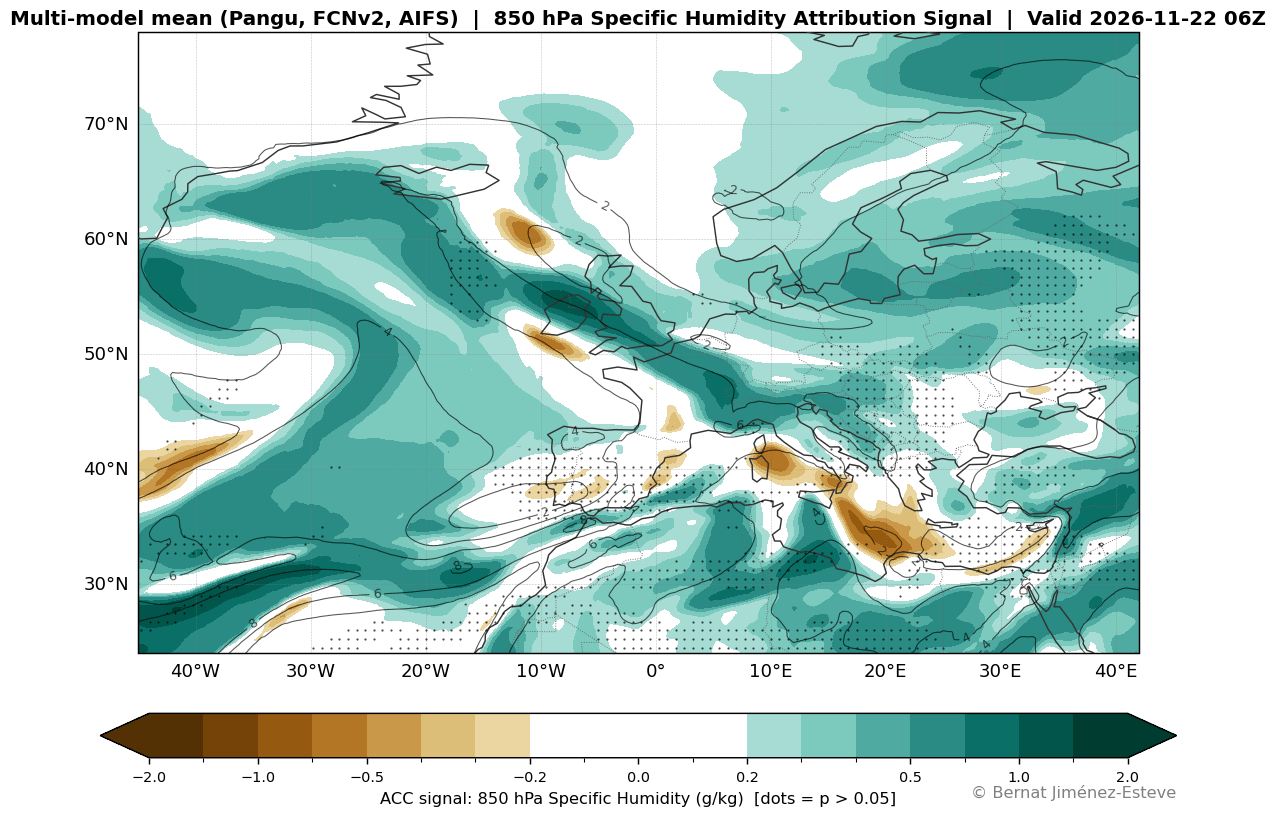 Multi-model mean (Pangu, FCNv2, AIFS) | 850 hPa Specific Humidity Attribution Signal | Valid 2026-11-22 06Z
70°N
60°N
50°N
40°N
30°N
40°W 30°W 20°W 10°W 0° 10°E 20°E 30°E 40°E
−2.0 −1.0 −0.5 −0.2 0.0 0.2 0.5 1.0 2.0
ACC signal: 850 hPa Specific Humidity (g/kg) [dots = p > 0.05]
© Bernat Jiménez-Esteve